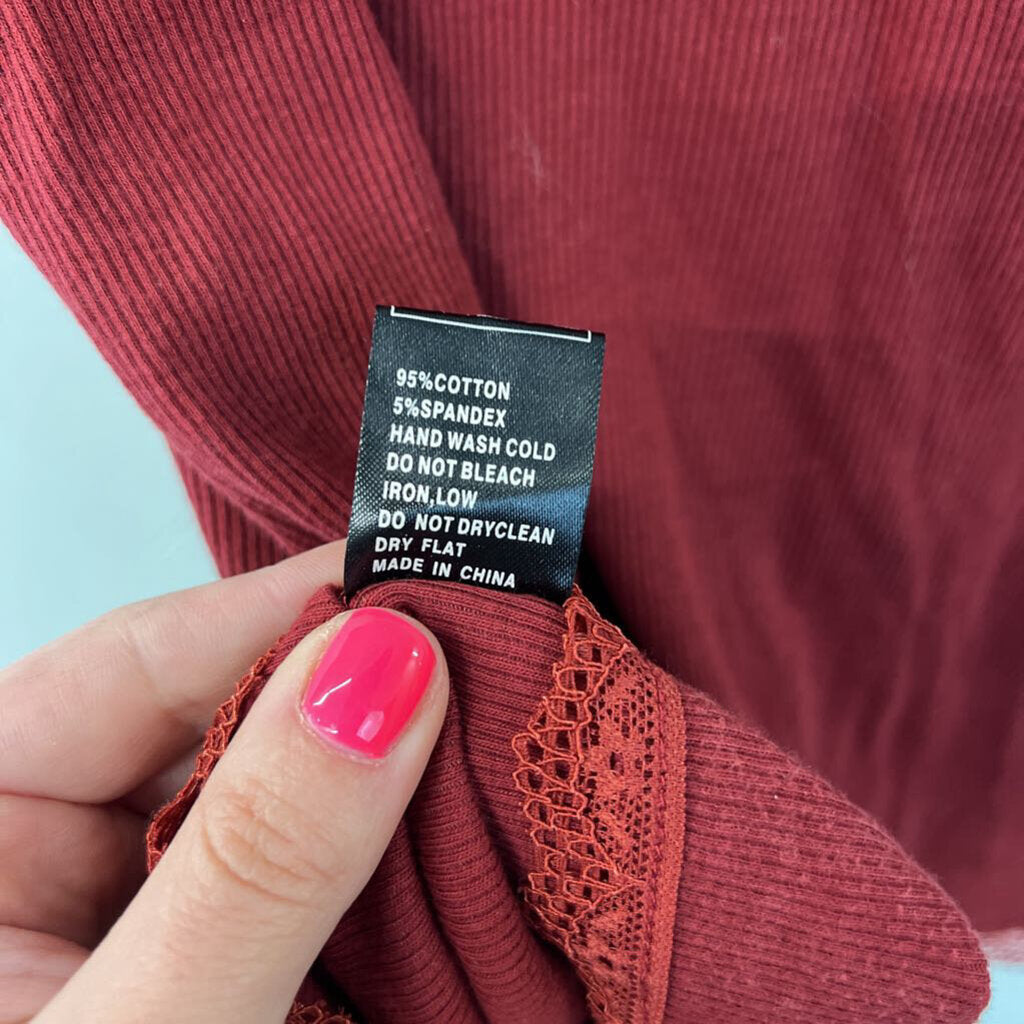 95%COTTON
5%SPANDEX
HAND WASH COLD
DO NOT BLEACH
IRON,LOW
DO NOT DRYCLEAN
DRY FLAT
MADE IN CHINA